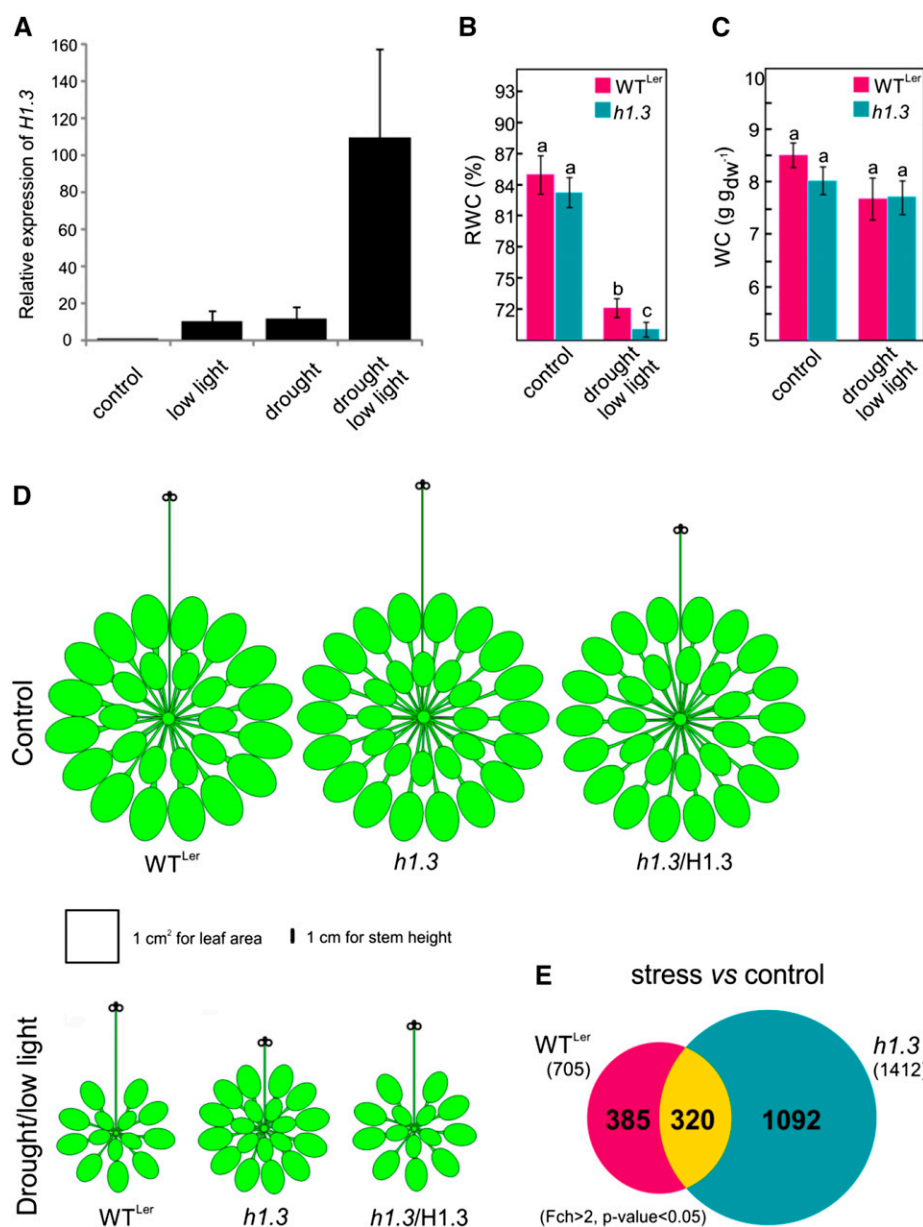 A
Relative expression of H1.3
160
140
120
100
80
60
40
20
0
control
low light
drought
drought
low light
B
WT^Ler
h1.3
RWC (%)
93
90
87
84
81
78
75
72
a
a
b
c
control
drought
low light
C
WT^Ler
h1.3
WC (g g_dw^-1)
10
9
8
7
6
5
a
a
a
a
control
drought
low light
D
Control
WT^Ler
h1.3
h1.3/H1.3
1 cm² for leaf area
1 cm for stem height
Drought/low light
WT^Ler
h1.3
h1.3/H1.3
E
stress vs control
WT^Ler
(705)
h1.3
(1412)
385
320
1092
(Fch>2, p-value<0.05)